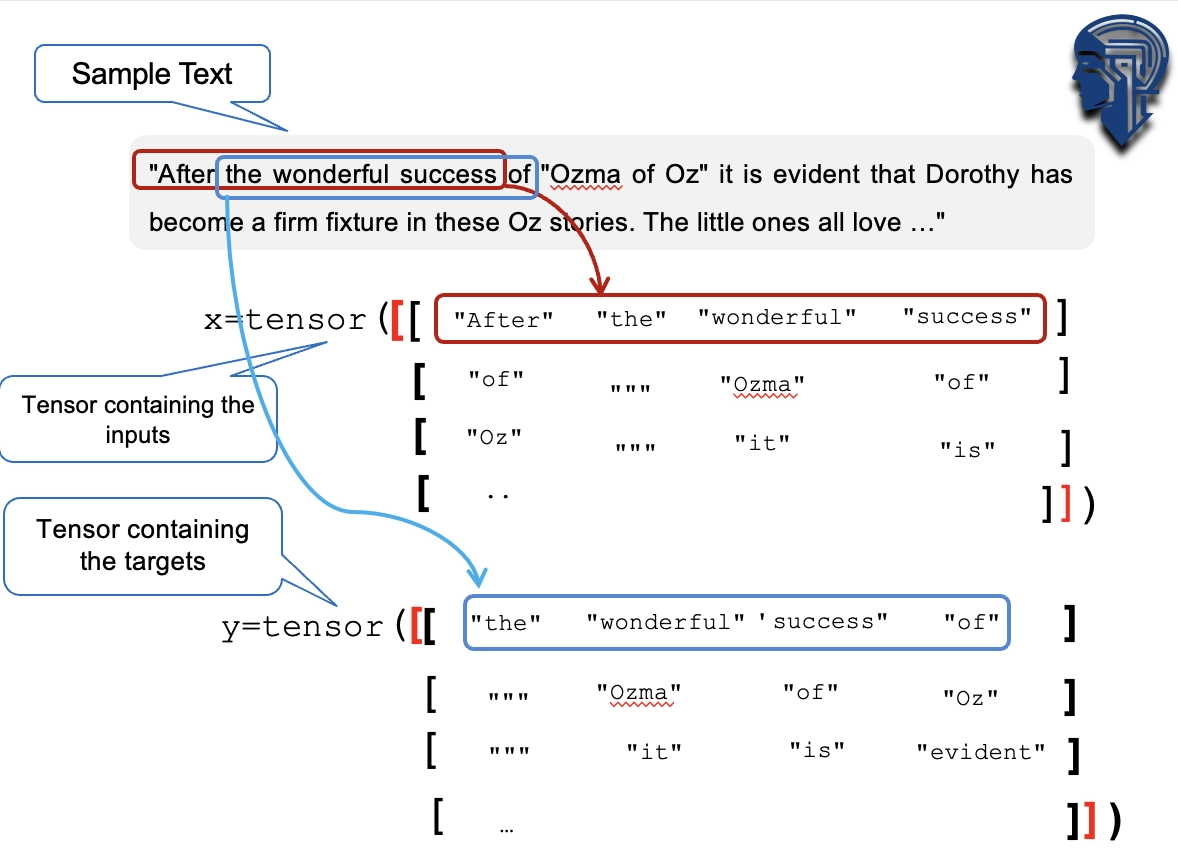 Sample Text
"After the wonderful success of "Ozma of Oz" it is evident that Dorothy has
become a firm fixture in these Oz stories. The little ones all love …"
x=tensor([[ "After" "the" "wonderful" "success" ]
[ "of" """ "Ozma" "of" ]
Tensor containing the
inputs
[ "Oz" """ "it" "is" ]
[ .. ]])
Tensor containing
the targets
y=tensor([[ "the" "wonderful" 'success" "of" ]
[ """ "Ozma" "of" "Oz" ]
[ """ "it" "is" "evident" ]
[ … ]])